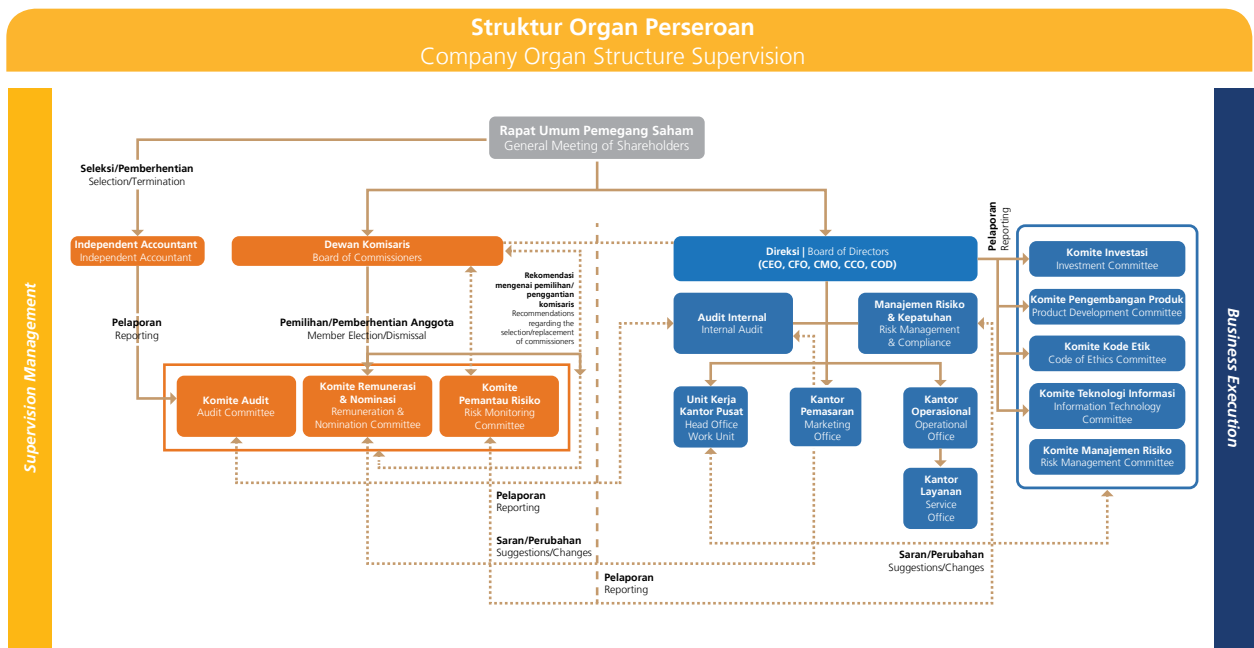 Struktur Organ Perseroan
Company Organ Structure Supervision
Supervision Management
Business Execution
Rapat Umum Pemegang Saham
General Meeting of Shareholders
Seleksi/Pemberhentian
Selection/Termination
Independent Accountant
Independent Accountant
Dewan Komisaris
Board of Commissioners
Direksi | Board of Directors
(CEO, CFO, CMO, CCO, COD)
Pelaporan
Reporting
Komite Investasi
Investment Committee
Komite Pengembangan Produk
Product Development Committee
Komite Kode Etik
Code of Ethics Committee
Komite Teknologi Informasi
Information Technology
Committee
Komite Manajemen Risiko
Risk Management Committee
Rekomendasi
mengenai pemilihan/
penggantian
komisaris
Recommendations
regarding the
selection/replacement
of commissioners
Pelaporan
Reporting
Pemilihan/Pemberhentian Anggota
Member Election/Dismissal
Audit Internal
Internal Audit
Manajemen Risiko
& Kepatuhan
Risk Management
& Compliance
Komite Audit
Audit Committee
Komite Remunerasi
& Nominasi
Remuneration &
Nomination Committee
Komite
Pemantau Risiko
Risk Monitoring
Committee
Unit Kerja
Kantor Pusat
Head Office
Work Unit
Kantor
Pemasaran
Marketing
Office
Kantor
Operasional
Operational
Office
Kantor
Layanan
Service
Office
Pelaporan
Reporting
Saran/Perubahan
Suggestions/Changes
Pelaporan
Reporting
Saran/Perubahan
Suggestions/Changes